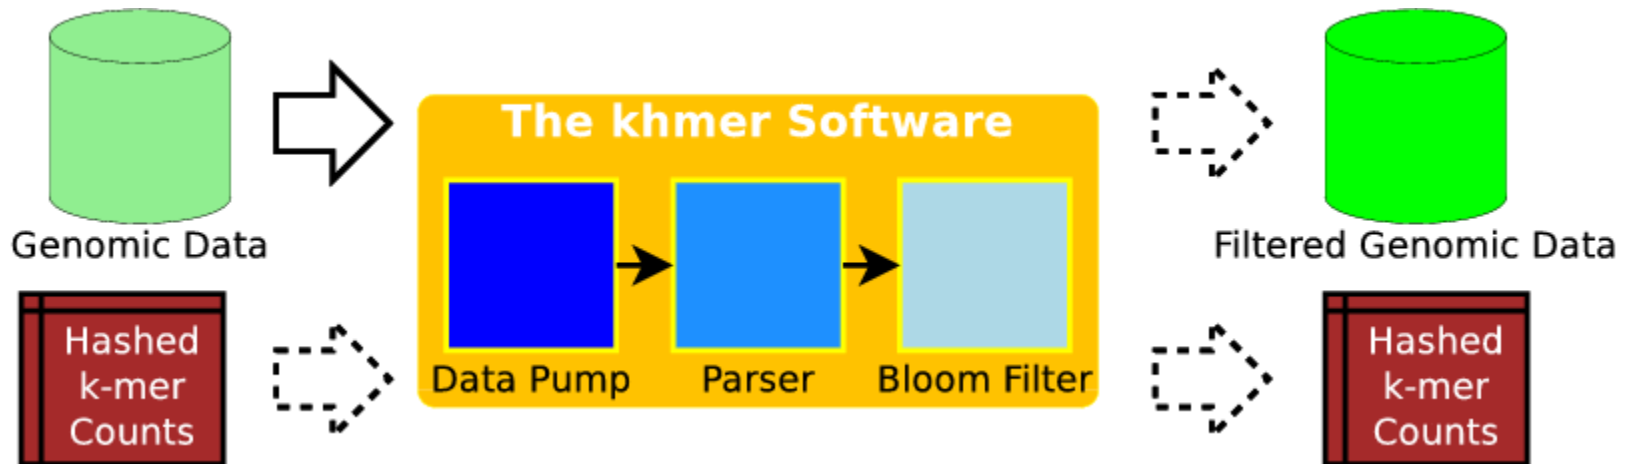 The khmer Software
Genomic Data
Filtered Genomic Data
Hashed
k-mer
Counts
Data Pump
Parser
Bloom Filter
Hashed
k-mer
Counts